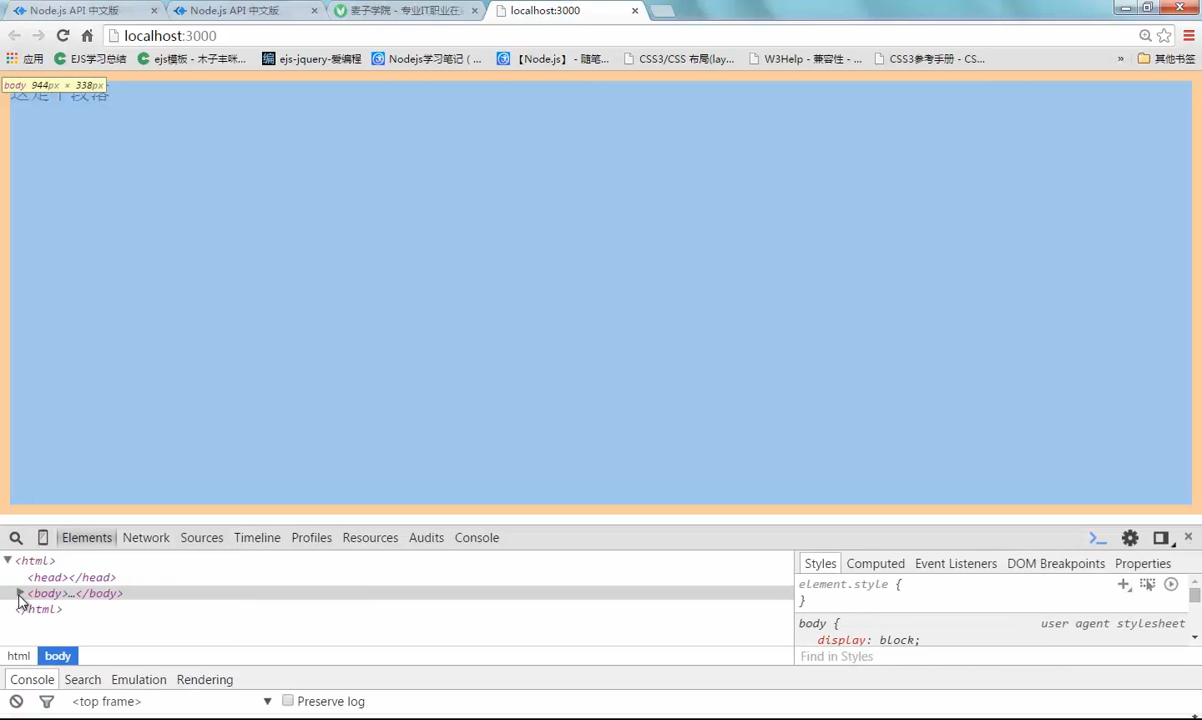 Node.js API 中文版 × Node.js API 中文版 × 麦子学院 - 专业IT职业在 × localhost:3000 ×
localhost:3000
应用 EJS学习总结 ejs模板 - 木子丰咪... 编 ejs-jquery-爱编程 Nodejs学习笔记（ ... 【Node.js】 - 随笔... CSS3/CSS 布局(lay... W3Help - 兼容性 - ... CSS3参考手册 - CS... » 其他书签
body 944px × 338px
这是个段落
Elements Network Sources Timeline Profiles Resources Audits Console
<html>
<head></head>
<body>…</body>
</html>
html body
Styles Computed Event Listeners DOM Breakpoints Properties
element.style {
}
body { user agent stylesheet
display: block;
Find in Styles
Console Search Emulation Rendering
<top frame> Preserve log